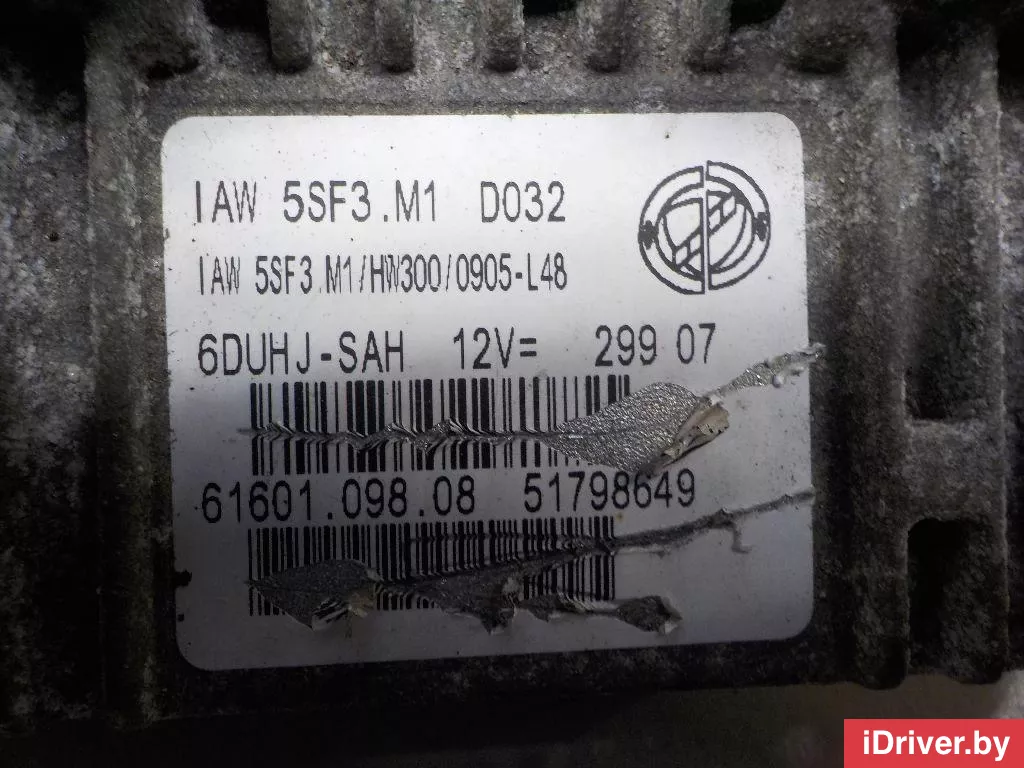 IAW 5SF3.M1 D032
IAW 5SF3.M1/HW300/0905-L48
6DUHJ-SAH 12V= 299 07
61601.098.08 51798649
iDriver.by